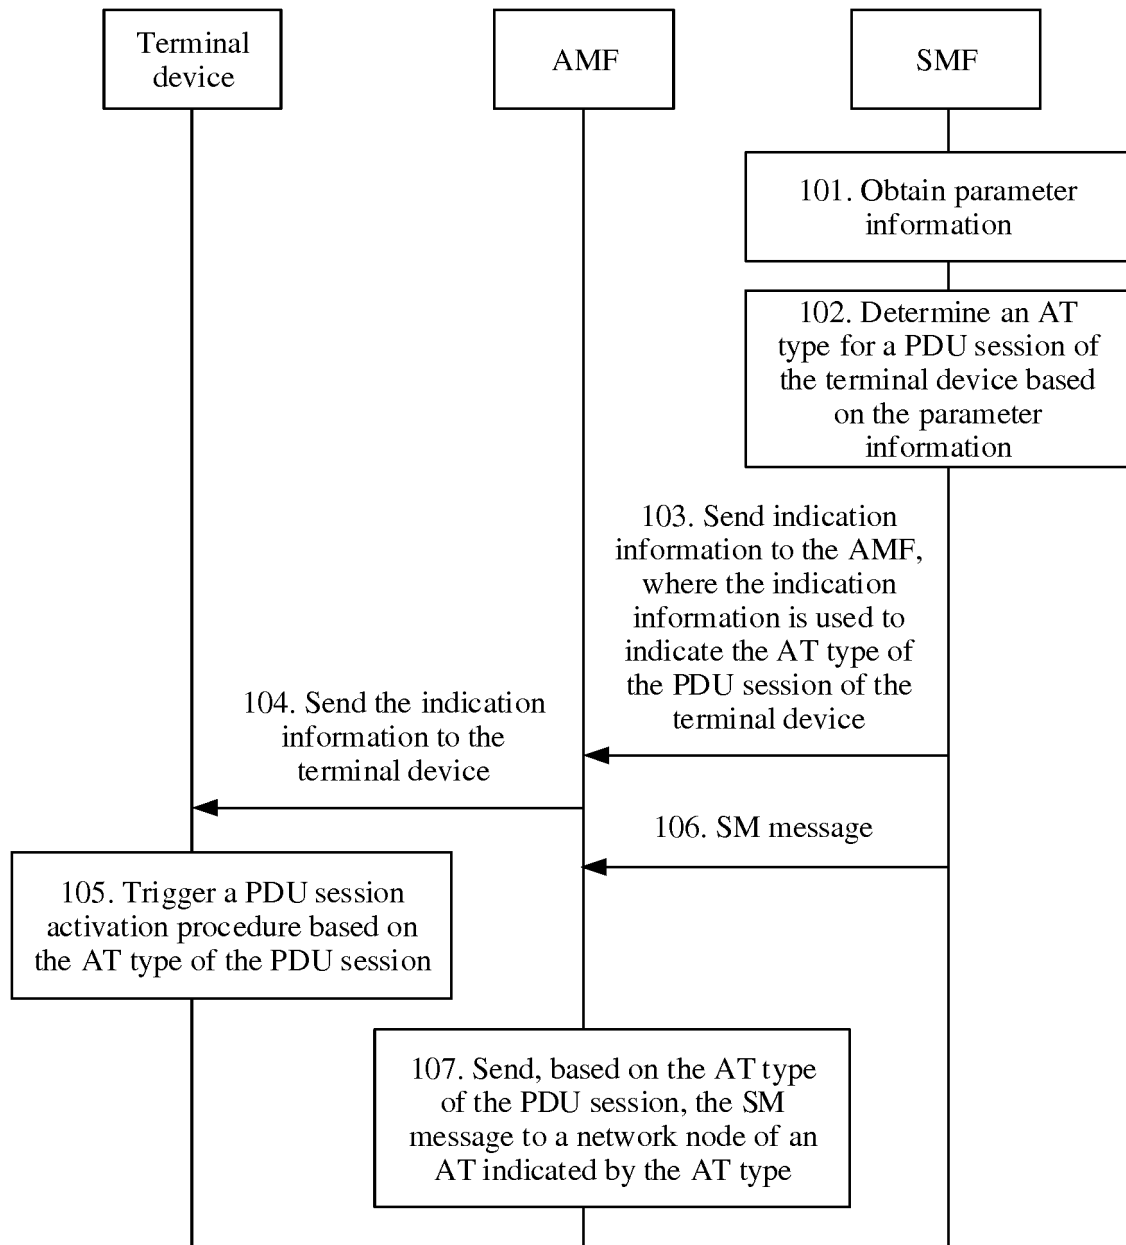 Terminal
device
AMF
SMF
101. Obtain parameter
information
102. Determine an AT
type for a PDU session of
the terminal device based
on the parameter
information
103. Send indication
information to the AMF,
where the indication
information is used to
indicate the AT type of
the PDU session of the
terminal device
104. Send the indication
information to the
terminal device
106. SM message
105. Trigger a PDU session
activation procedure based on
the AT type of the PDU session
107. Send, based on the AT type
of the PDU session, the SM
message to a network node of an
AT indicated by the AT type